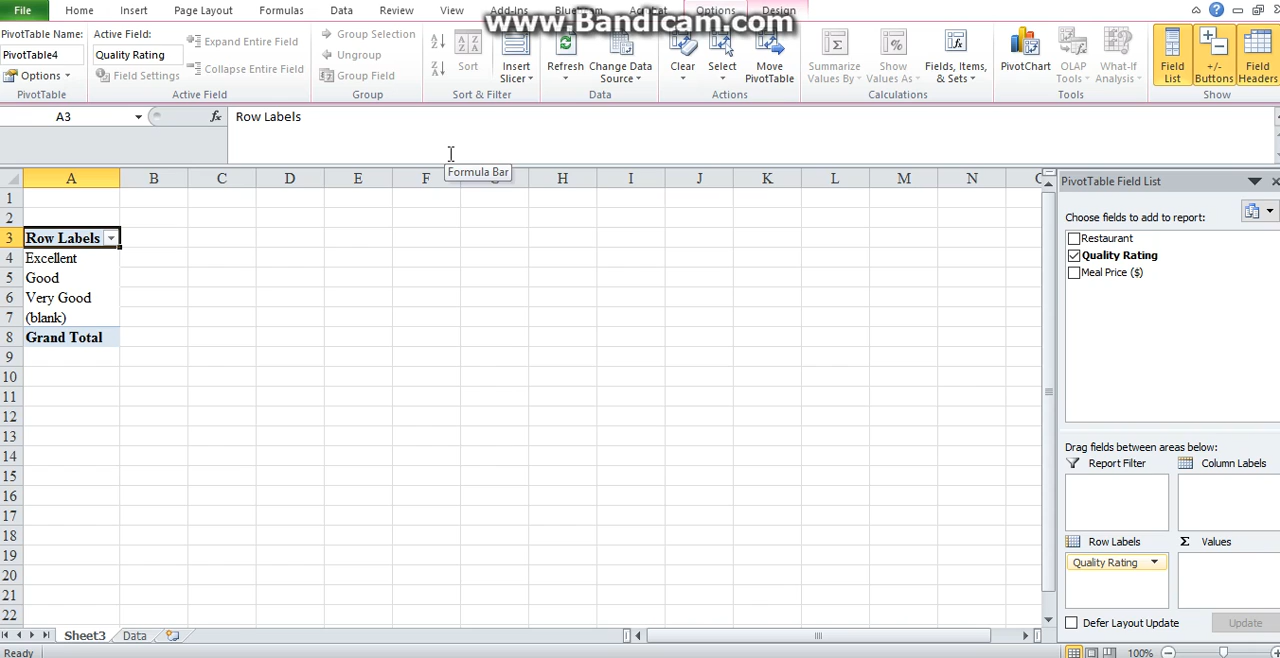 www.Bandicam.com
File Home Insert Page Layout Formulas Data Review View Add-Ins Options Design
PivotTable Name: Active Field: Expand Entire Field Group Selection
PivotTable4 Quality Rating Collapse Entire Field Ungroup Sort Insert Slicer Refresh Change Data Source Clear Select Move PivotTable Summarize Values By Show Values As Fields, Items, & Sets PivotChart OLAP Tools What-If Analysis Field List +/- Buttons Field Headers
Options Field Settings Group Field
PivotTable Active Field Group Sort & Filter Data Actions Calculations Tools Show
A3 fx Row Labels
Formula Bar
A B C D E F H I J K L M N
1
2
3 Row Labels
4 Excellent
5 Good
6 Very Good
7 (blank)
8 Grand Total
9
10
11
12
13
14
15
16
17
18
19
20
21
22
PivotTable Field List
Choose fields to add to report:
Restaurant
Quality Rating
Meal Price ($)
Drag fields between areas below:
Report Filter Column Labels
Row Labels Σ Values
Quality Rating
Defer Layout Update Update
Sheet3 Data
Ready 100%